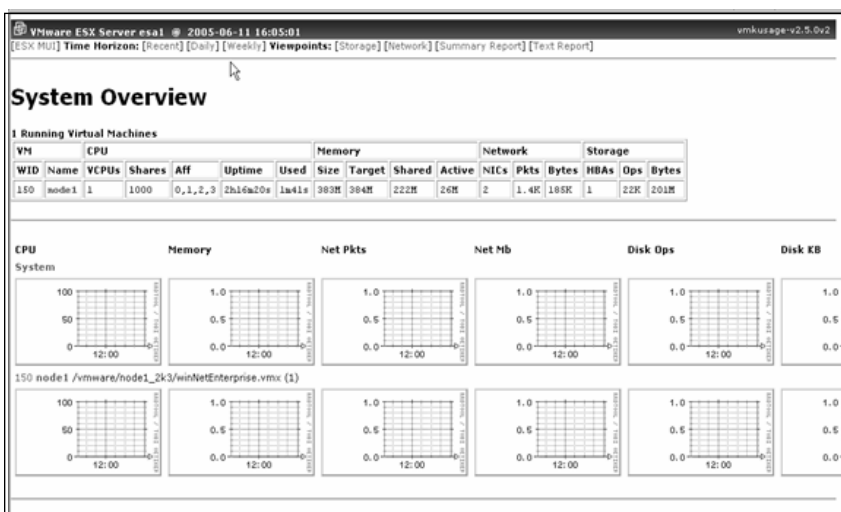 VMware ESX Server esa1 @ 2005-06-11 16:05:01 vmkusage-v2.5.0v2
[ESX MUI] Time Horizon: [Recent] [Daily] [Weekly] Viewpoints: [Storage] [Network] [Summary Report] [Text Report]
System Overview
1 Running Virtual Machines
VM CPU Memory Network Storage
WID Name VCPUs Shares Aff Uptime Used Size Target Shared Active NICs Pkts Bytes HBAs Ops Bytes
150 node1 1 1000 0,1,2,3 2h16m20s 1m41s 383M 384M 222M 26M 2 1.4K 185K 1 22K 201M
CPU Memory Net Pkts Net Mb Disk Ops Disk KB
System
100 1.0 1.0 1.0 1.0 1.0
50 0.5 0.5 0.5 0.5 0.5
0 0.0 0.0 0.0 0.0 0.0
12:00 12:00 12:00 12:00 12:00
150 node1 /vmware/node1_2k3/winNetEnterprise.vmx (1)
100 1.0 1.0 1.0 1.0 1.0
50 0.5 0.5 0.5 0.5 0.5
0 0.0 0.0 0.0 0.0 0.0
12:00 12:00 12:00 12:00 12:00